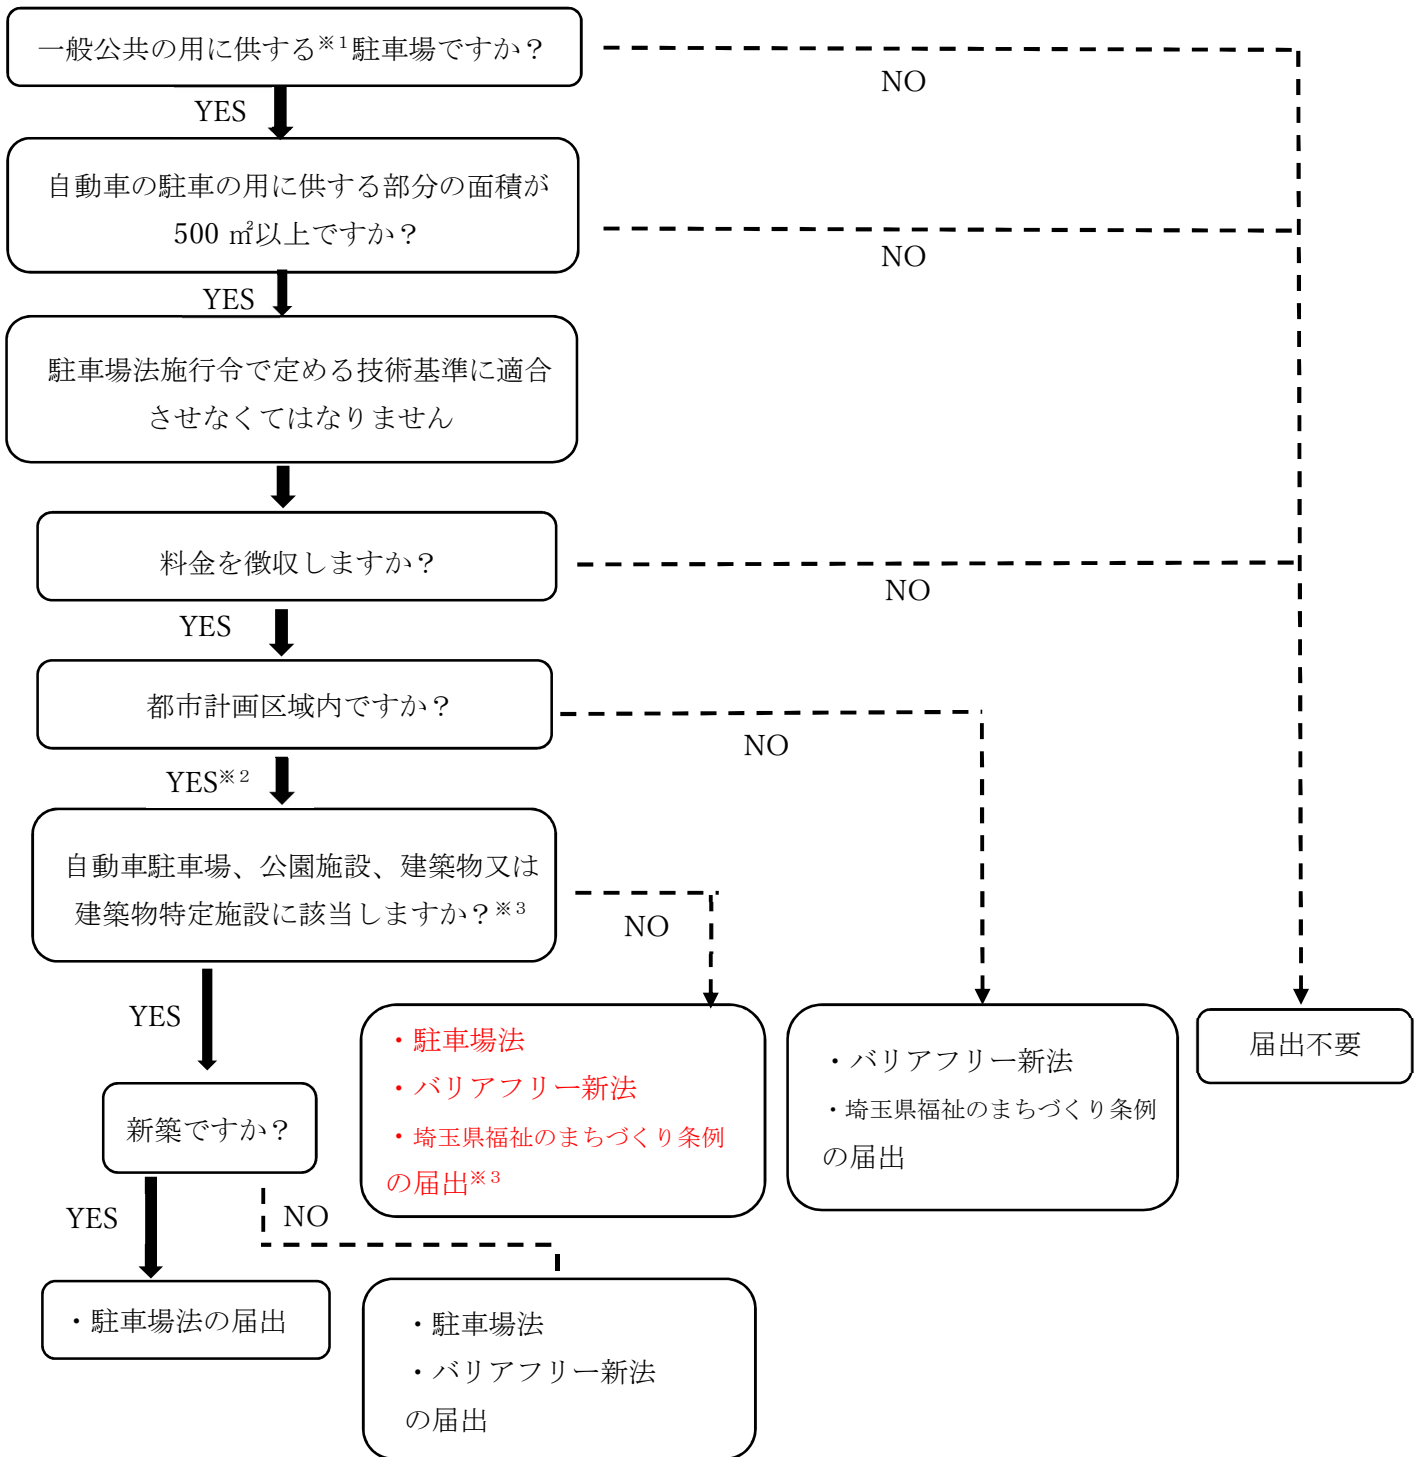 一般公共の用に供する※1駐車場ですか？
NO
YES
自動車の駐車の用に供する部分の面積が
500 ㎡以上ですか？
NO
YES
駐車場法施行令で定める技術基準に適合
させなくてはなりません
料金を徴収しますか？
NO
YES
都市計画区域内ですか？
NO
YES※2
自動車駐車場、公園施設、建築物又は
建築物特定施設に該当しますか？※3
NO
YES
・駐車場法
・バリアフリー新法
・埼玉県福祉のまちづくり条例
の届出※3
・バリアフリー新法
・埼玉県福祉のまちづくり条例
の届出
届出不要
新築ですか？
YES
NO
・駐車場法の届出
・駐車場法
・バリアフリー新法
の届出